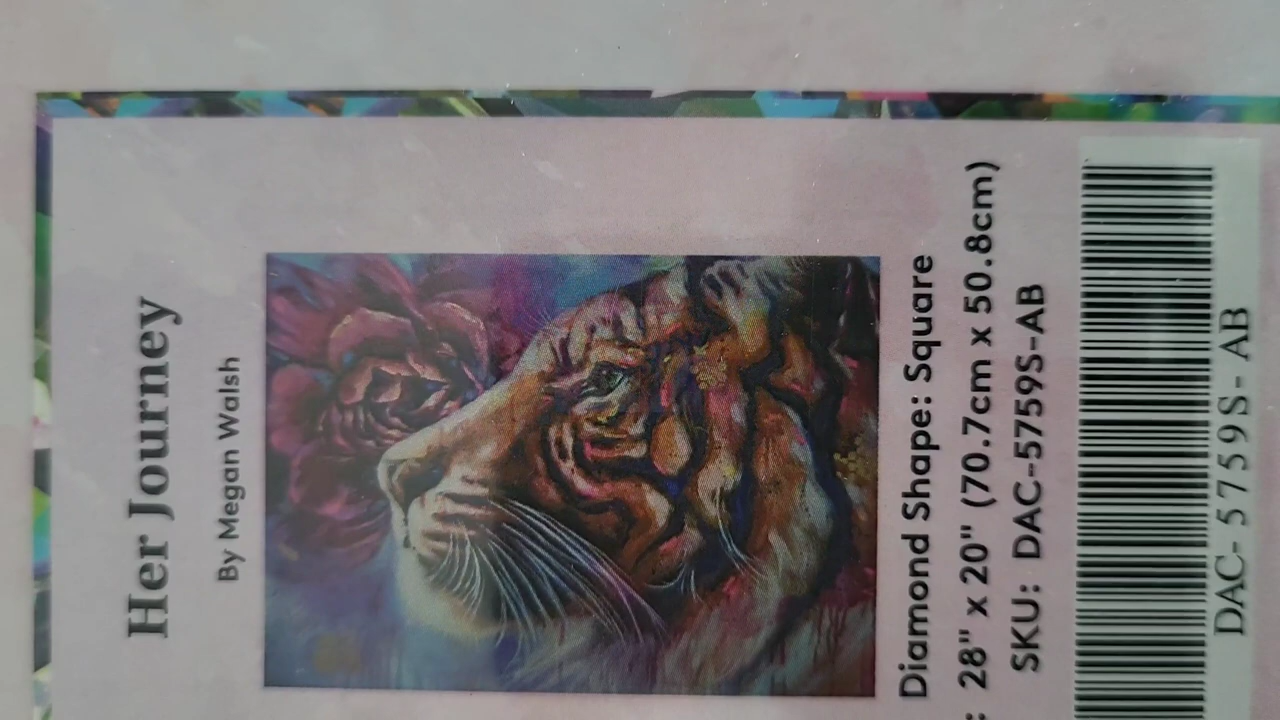 Her Journey
By Megan Walsh
Diamond Shape: Square
: 28" x 20" (70.7cm x 50.8cm)
SKU: DAC-5759S-AB
DAC- 5759S- AB